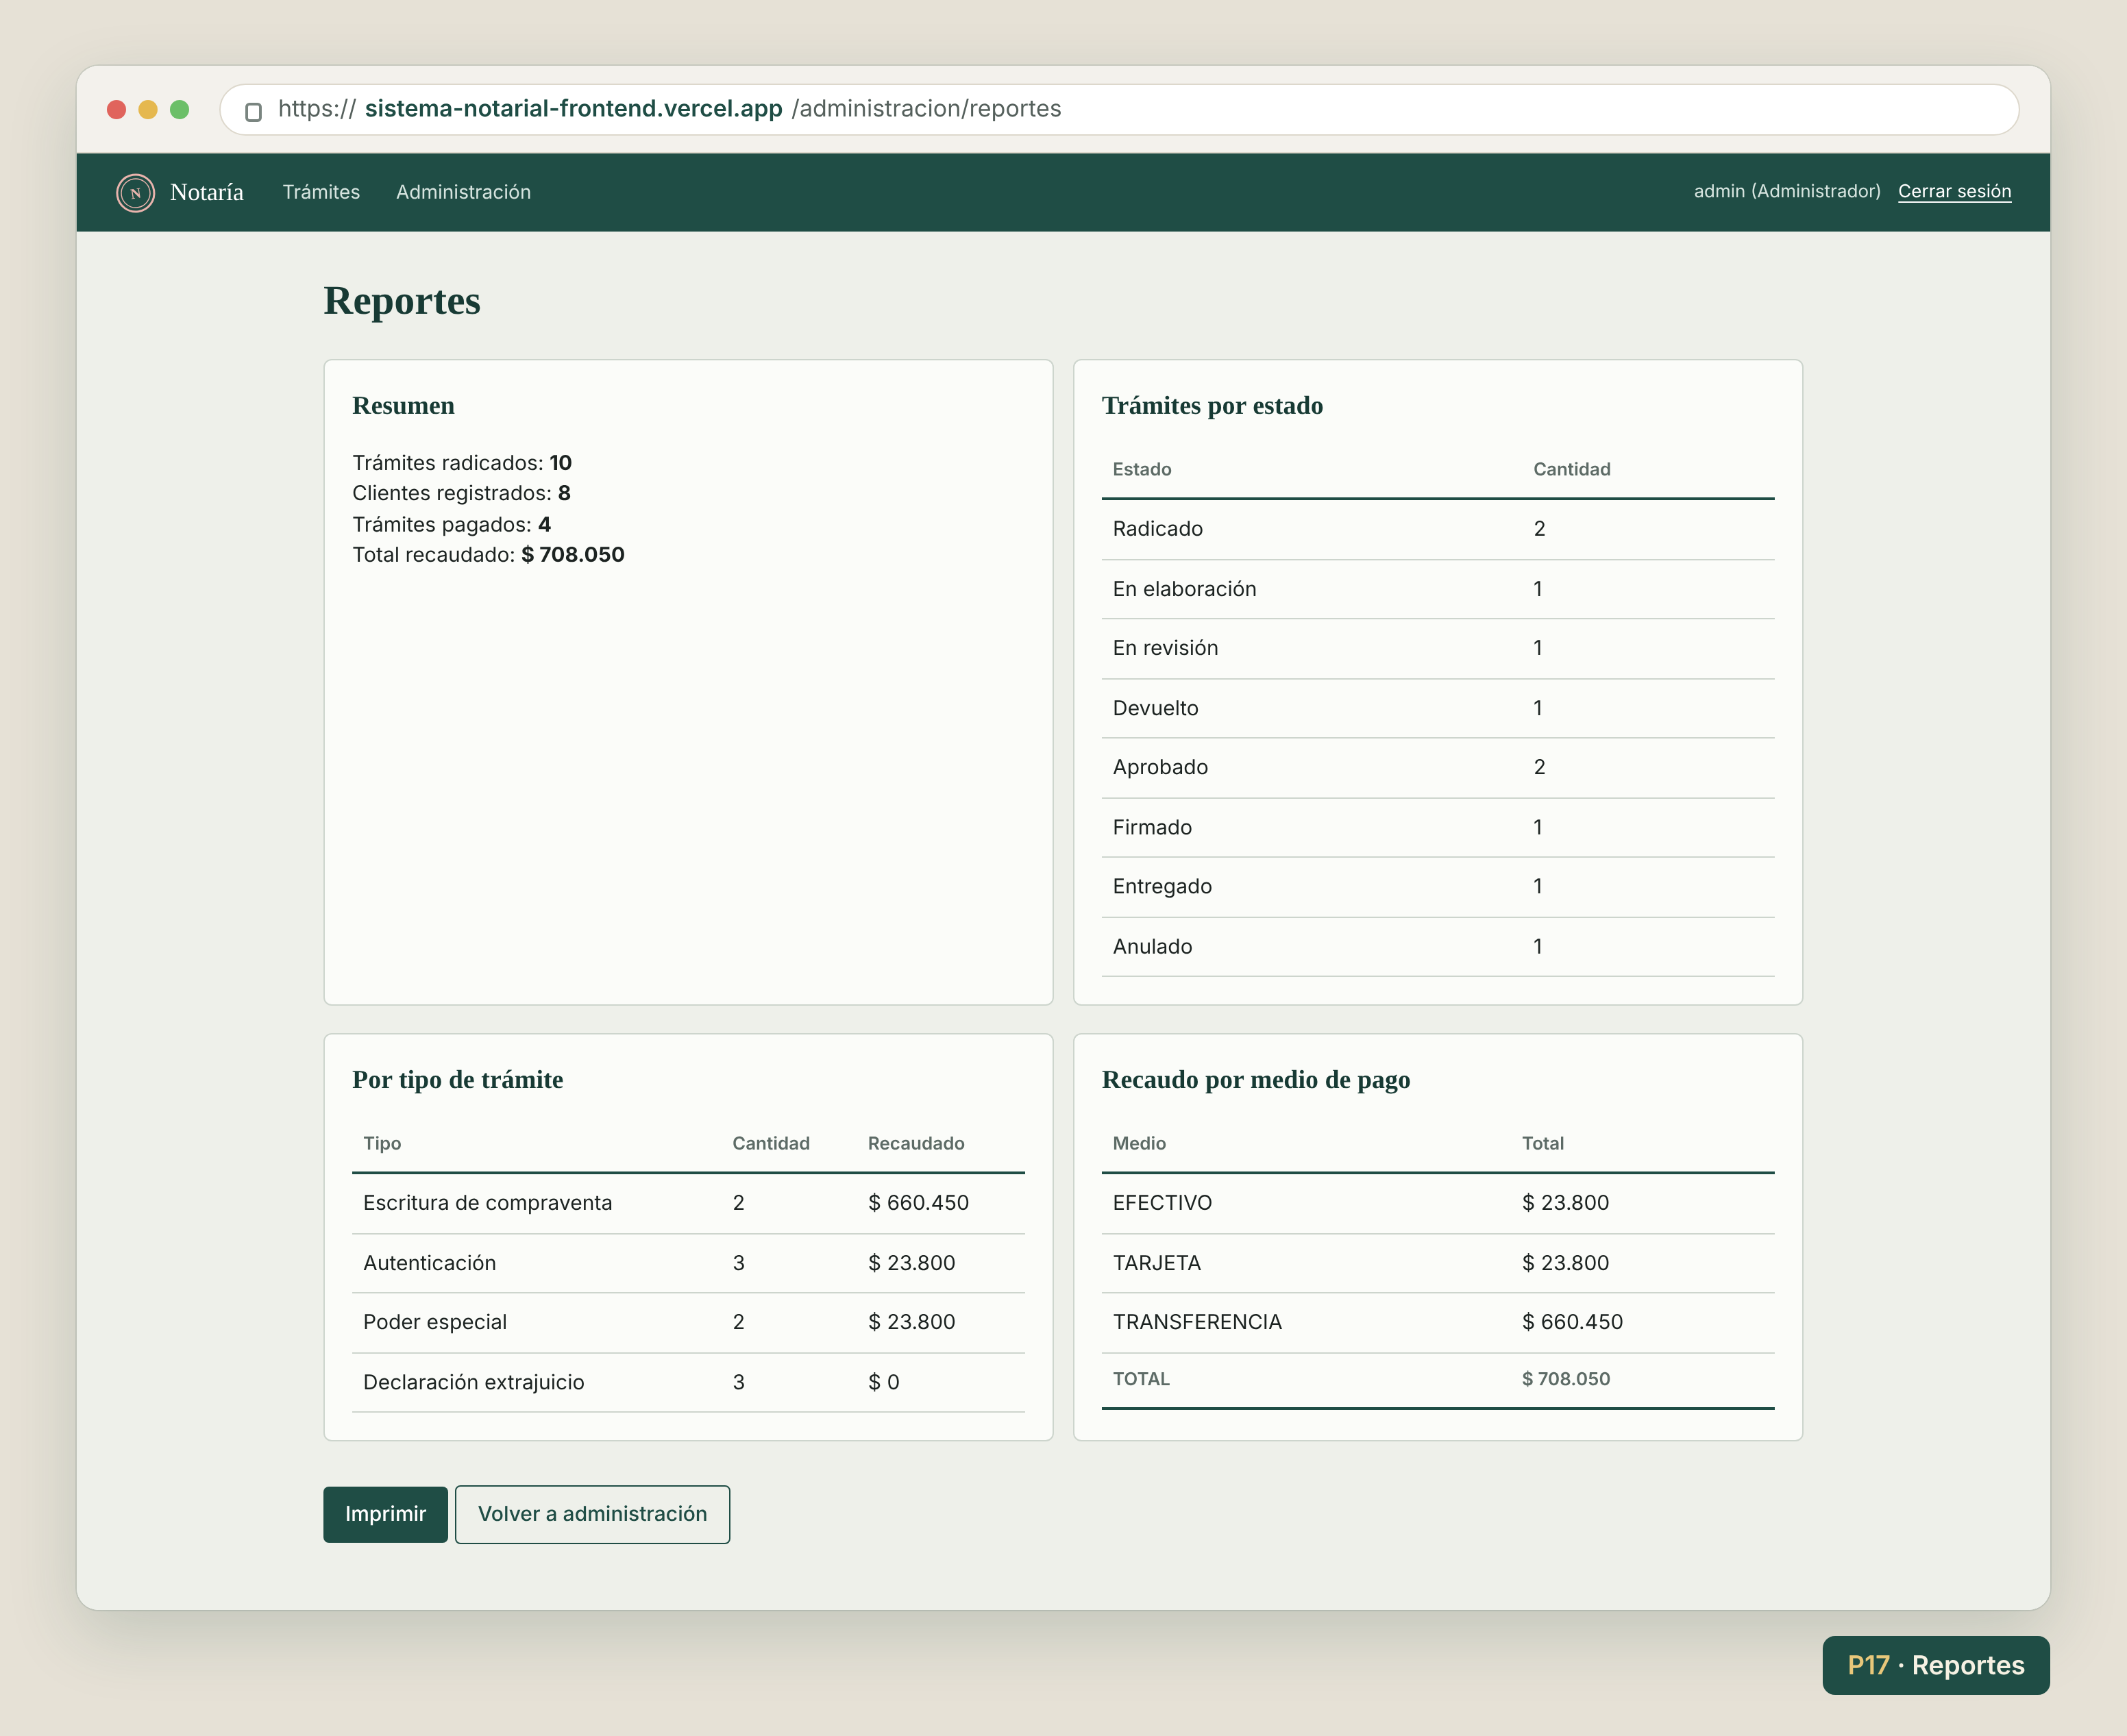 https:// sistema-notarial-frontend.vercel.app /administracion/reportes
N Notaría Trámites Administración admin (Administrador) Cerrar sesión
Reportes
Resumen
Trámites radicados: 10
Clientes registrados: 8
Trámites pagados: 4
Total recaudado: $ 708.050
Trámites por estado
Estado Cantidad
Radicado 2
En elaboración 1
En revisión 1
Devuelto 1
Aprobado 2
Firmado 1
Entregado 1
Anulado 1
Por tipo de trámite
Tipo Cantidad Recaudado
Escritura de compraventa 2 $ 660.450
Autenticación 3 $ 23.800
Poder especial 2 $ 23.800
Declaración extrajuicio 3 $ 0
Recaudo por medio de pago
Medio Total
EFECTIVO $ 23.800
TARJETA $ 23.800
TRANSFERENCIA $ 660.450
TOTAL $ 708.050
Imprimir Volver a administración
P17 · Reportes